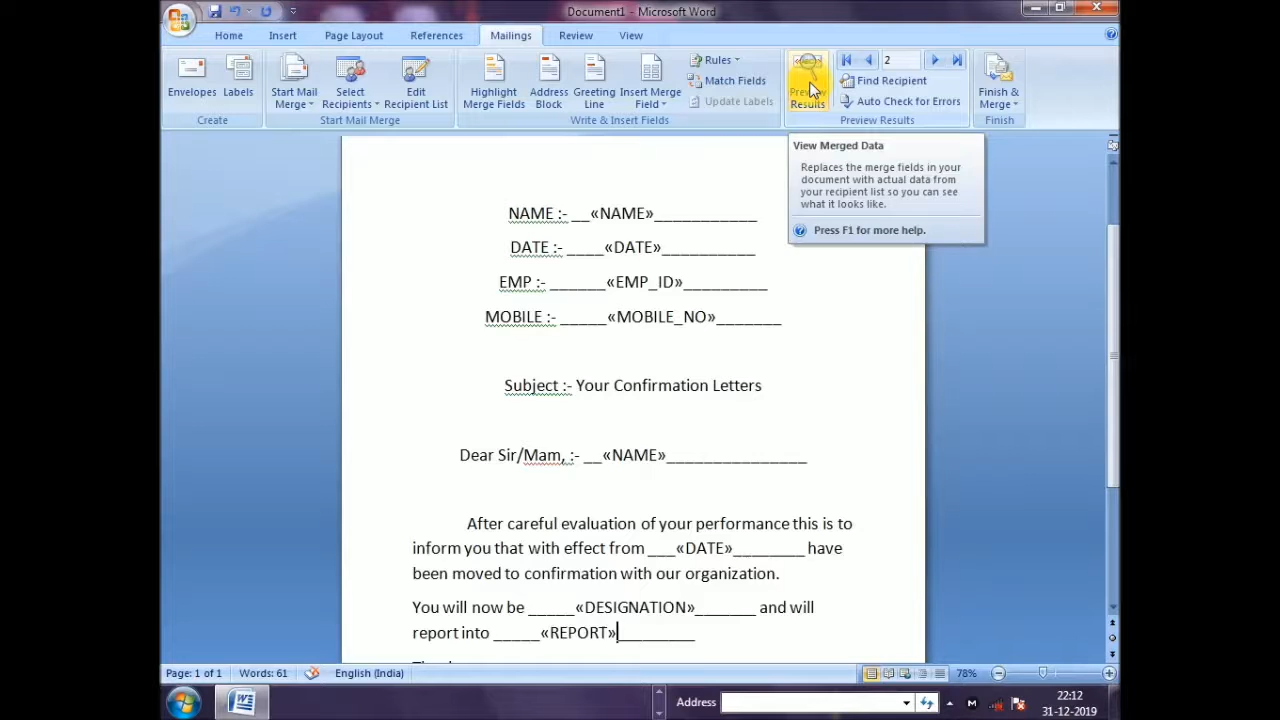 Document1 - Microsoft Word
Home Insert Page Layout References Mailings Review View
Envelopes Labels
Create
Start Mail Merge Select Recipients Edit Recipient List
Start Mail Merge
Highlight Merge Fields Address Block Greeting Line Insert Merge Field
Rules
Match Fields
Update Labels
Write & Insert Fields
Preview Results
2
Find Recipient
Auto Check for Errors
Preview Results
Finish & Merge
Finish
View Merged Data
Replaces the merge fields in your
document with actual data from
your recipient list so you can see
what it looks like.
Press F1 for more help.
NAME :- __«NAME»___________
DATE :- ____«DATE»__________
EMP :- ______«EMP_ID»_________
MOBILE :- _____«MOBILE_NO»_______
Subject :- Your Confirmation Letters
Dear Sir/Mam, :- __«NAME»_______________
After careful evaluation of your performance this is to
inform you that with effect from ___«DATE»________ have
been moved to confirmation with our organization.
You will now be _____«DESIGNATION»_______ and will
report into _____«REPORT»_________
Page: 1 of 1 Words: 61 English (India) 78%
Address
22:12
31-12-2019